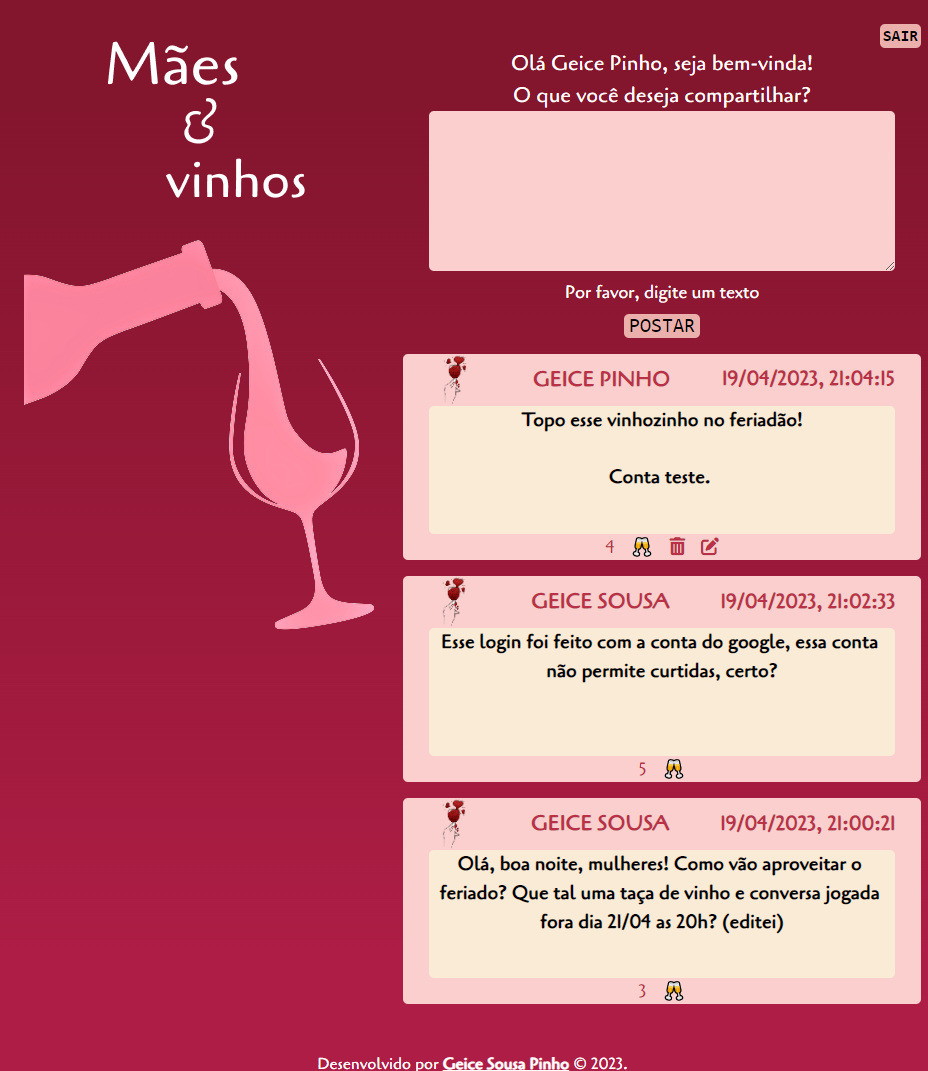 Mães
&
vinhos
SAIR
Olá Geice Pinho, seja bem-vinda!
O que você deseja compartilhar?
Por favor, digite um texto
POSTAR
GEICE PINHO 19/04/2023, 21:04:15
Topo esse vinhozinho no feriadão!
Conta teste.
4
GEICE SOUSA 19/04/2023, 21:02:33
Esse login foi feito com a conta do google, essa conta
não permite curtidas, certo?
5
GEICE SOUSA 19/04/2023, 21:00:21
Olá, boa noite, mulheres! Como vão aproveitar o
feriado? Que tal uma taça de vinho e conversa jogada
fora dia 21/04 as 20h? (editei)
3
Desenvolvido por Geice Sousa Pinho © 2023.